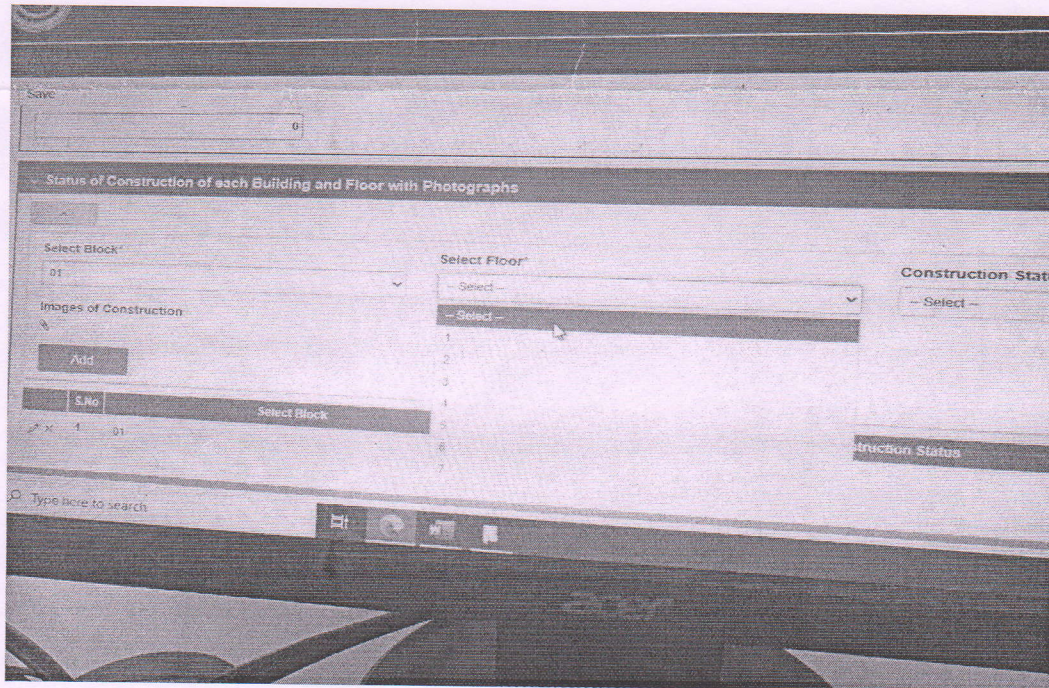 Save
0
Status of Construction of each Building and Floor with Photographs
Select Block*
01
Select Floor*
-- Select --
-- Select --
1
2
3
4
5
6
7
Construction Stat
-- Select --
Images of Construction
Add
S.No
Select Block
1
01
struction Status
Type here to search
acer